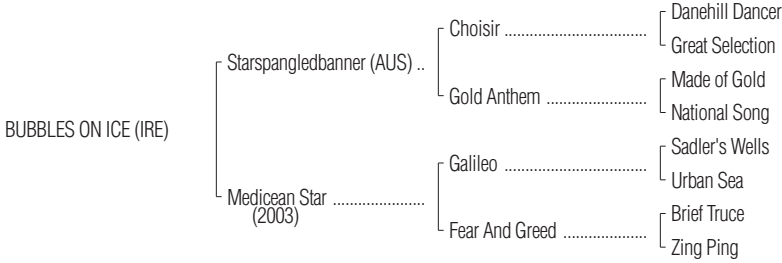 Danehill Dancer
Choisir ..................................
Great Selection
Starspangledbanner (AUS) ..
Made of Gold
Gold Anthem ........................
National Song
BUBBLES ON ICE (IRE)
Sadler's Wells
Galileo ..................................
Urban Sea
Medicean Star ......................
(2003)
Brief Truce
Fear And Greed ....................
Zing Ping